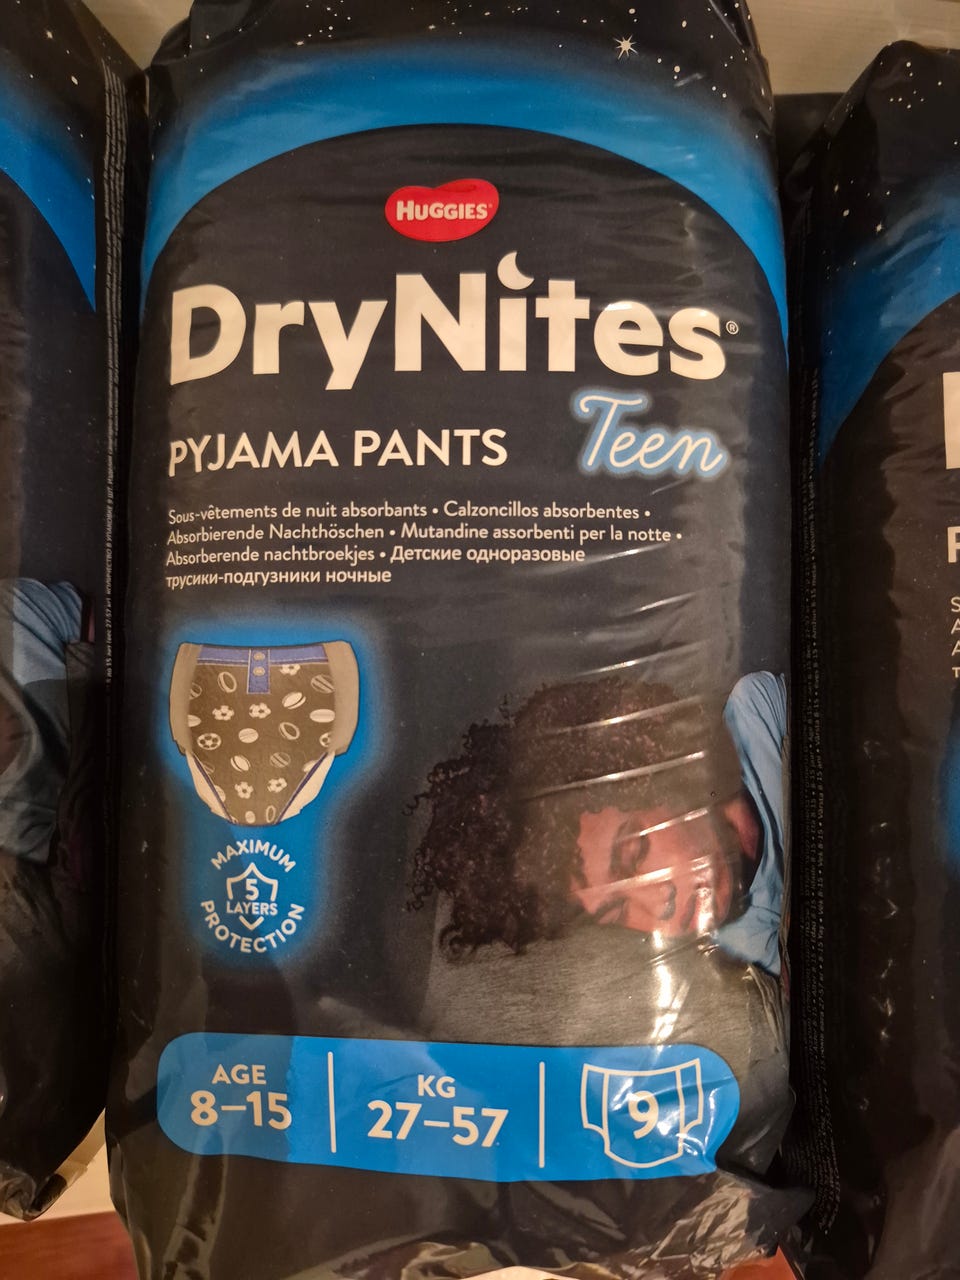 HUGGIES®
DryNites®
Teen
PYJAMA PANTS
Sous-vêtements de nuit absorbants • Calzoncillos absorbentes •
Absorbierende Nachthöschen • Mutandine assorbenti per la notte •
Absorberende nachtbroekjes • Детские одноразовые
трусики-подгузники ночные
MAXIMUM
5
LAYERS
PROTECTION
AGE
8–15
KG
27–57
9